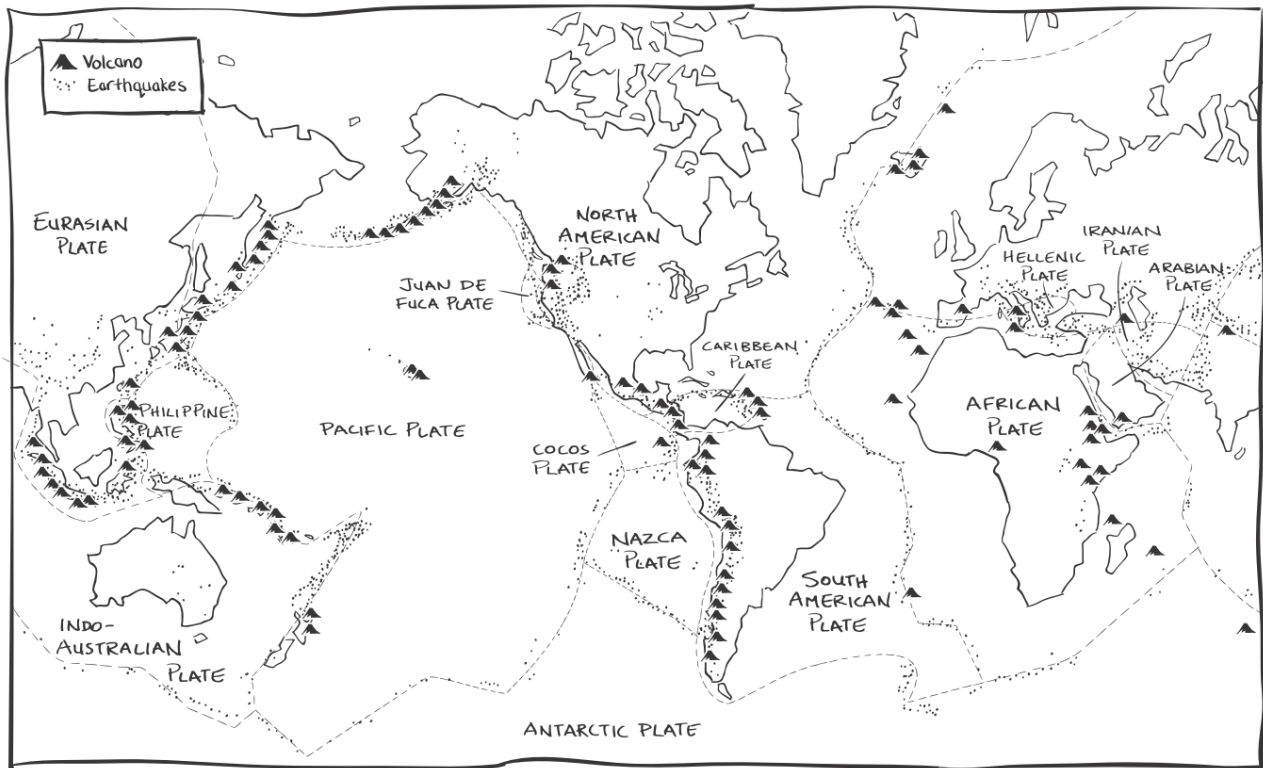 Volcano
Earthquakes
EURASIAN
PLATE
NORTH
AMERICAN
PLATE
JUAN DE
FUCA PLATE
IRANIAN
PLATE
HELLENIC
PLATE
ARABIAN
PLATE
CARIBBEAN
PLATE
PHILIPPINE
PLATE
PACIFIC PLATE
COCOS
PLATE
AFRICAN
PLATE
NAZCA
PLATE
SOUTH
AMERICAN
PLATE
INDO-
AUSTRALIAN
PLATE
ANTARCTIC PLATE